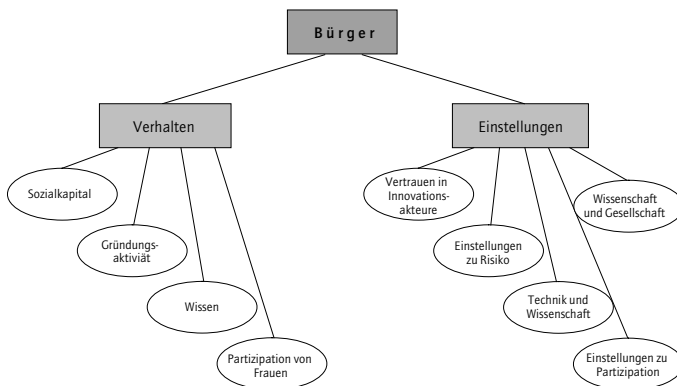 Bürger
Verhalten
Einstellungen
Sozialkapital
Gründungs-
aktiviät
Wissen
Partizipation von
Frauen
Vertrauen in
Innovations-
akteure
Einstellungen
zu Risiko
Technik und
Wissenschaft
Einstellungen zu
Partizipation
Wissenschaft
und Gesellschaft